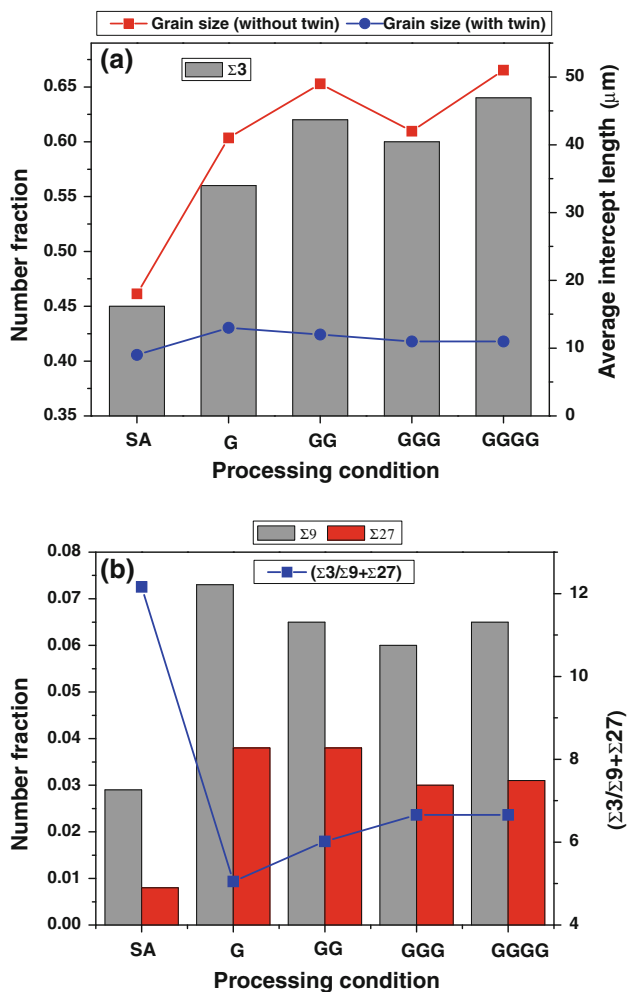 Grain size (without twin)
Grain size (with twin)
(a)
Σ3
0.65
0.60
0.55
0.50
0.45
0.40
0.35
Number fraction
50
40
30
20
10
0
Average intercept length (μm)
SA G GG GGG GGGG
Processing condition
Σ9 Σ27
(b)
(Σ3/Σ9+Σ27)
0.08
0.07
0.06
0.05
0.04
0.03
0.02
0.01
0.00
Number fraction
12
10
8
6
4
(Σ3/Σ9+Σ27)
SA G GG GGG GGGG
Processing condition